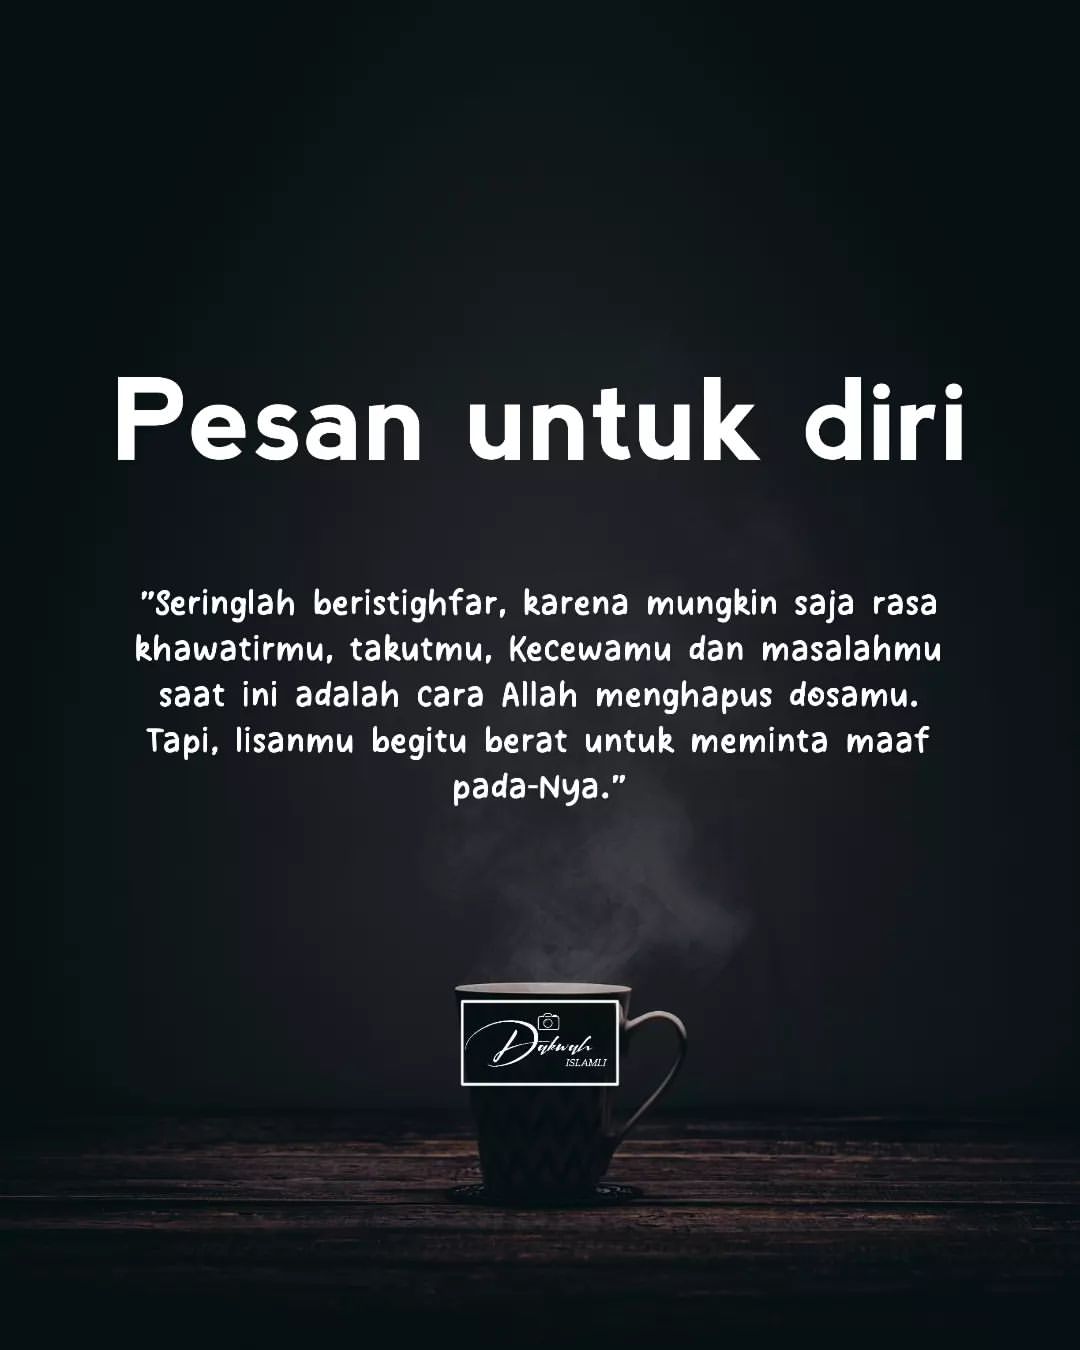 Pesan untuk diri
"Seringlah beristighfar, karena mungkin saja rasa
khawatirmu, takutmu, Kecewamu dan masalahmu
saat ini adalah cara Allah menghapus dosamu.
Tapi, lisanmu begitu berat untuk meminta maaf
pada-Nya."
Dakwah
ISLAMLI